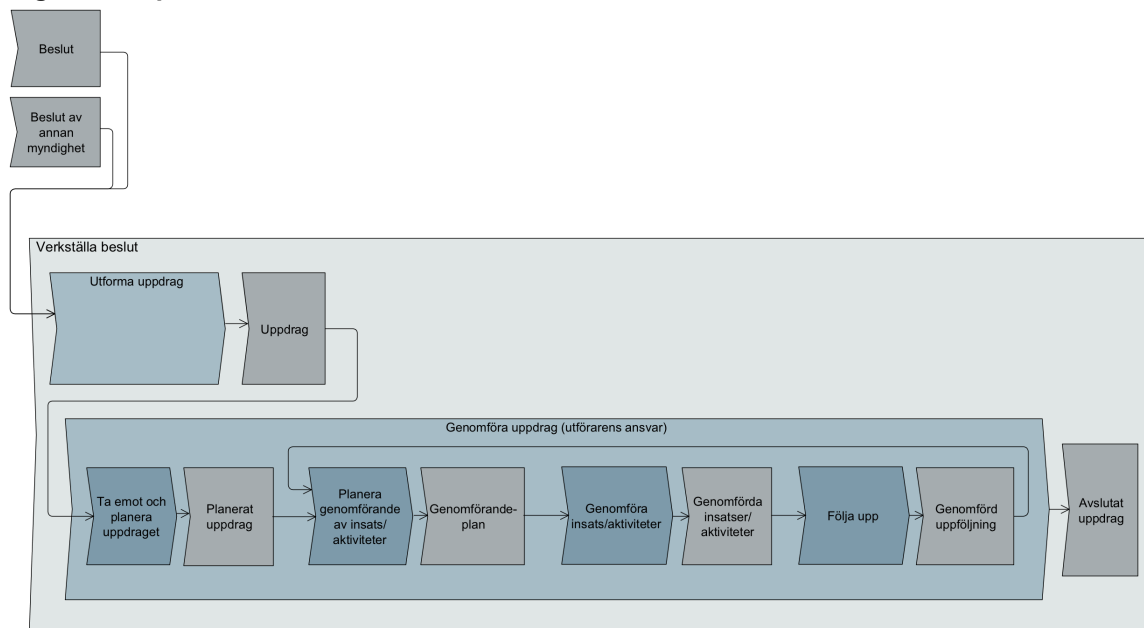 Beslut
Beslut av
annan
myndighet
Verkställa beslut
Utforma uppdrag
Uppdrag
Genomföra uppdrag (utförarens ansvar)
Ta emot och
planera
uppdraget
Planerat
uppdrag
Planera
genomförande
av insats/
aktiviteter
Genomförande-
plan
Genomföra
insats/aktiviteter
Genomförda
insatser/
aktiviteter
Följa upp
Genomförd
uppföljning
Avslutat
uppdrag